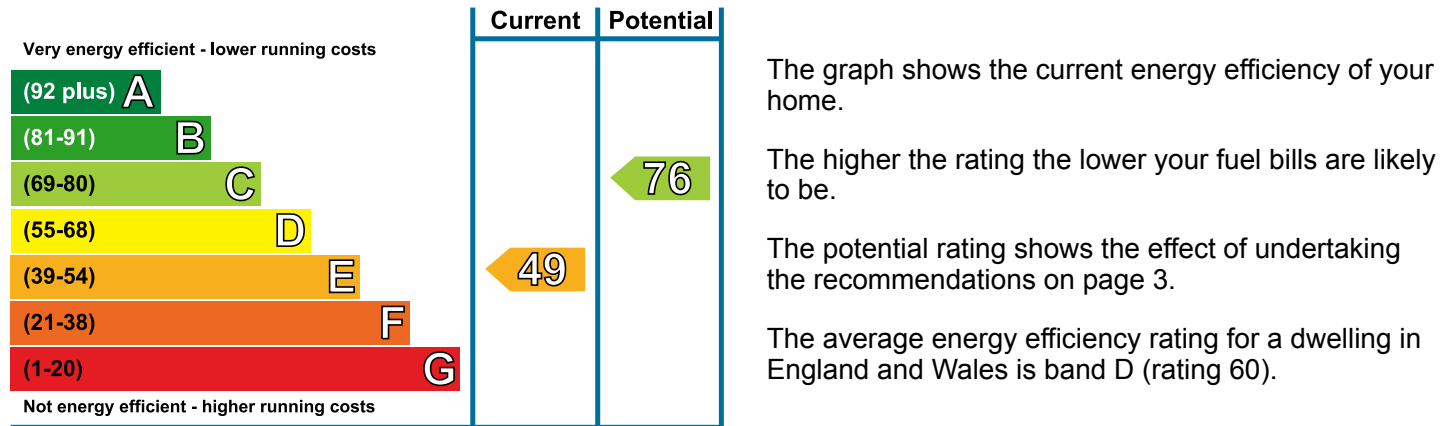 Current Potential
Very energy efficient - lower running costs
(92 plus) A
(81-91) B
(69-80) C
76
(55-68) D
(39-54) E
49
(21-38) F
(1-20) G
Not energy efficient - higher running costs
The graph shows the current energy efficiency of your
home.
The higher the rating the lower your fuel bills are likely
to be.
The potential rating shows the effect of undertaking
the recommendations on page 3.
The average energy efficiency rating for a dwelling in
England and Wales is band D (rating 60).